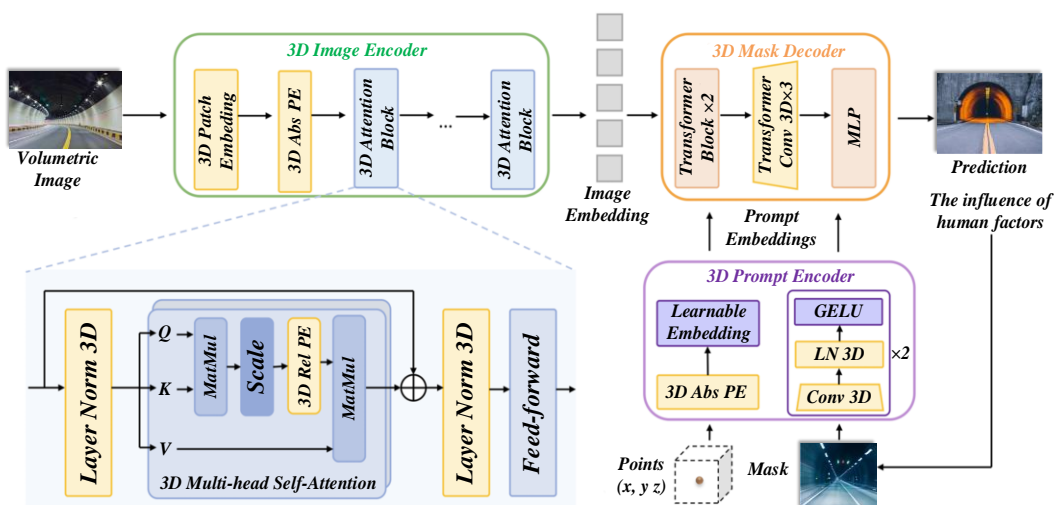 3D Image Encoder
3D Patch
Embeding
3D Abs PE
3D Attention
Block
...
3D Attention
Block
Volumetric
Image
Image
Embedding
3D Mask Decoder
Transformer
Block ×2
Transformer
Conv 3D×3
MLP
Prediction
The influence of
human factors
Prompt
Embeddings
3D Prompt Encoder
Learnable
Embedding
3D Abs PE
GELU
LN 3D
×2
Conv 3D
Points
(x, y z)
Mask
Layer Norm 3D
Q
K
V
MatMul
Scale
3D Rel PE
MatMul
3D Multi-head Self-Attention
Layer Norm 3D
Feed-forward